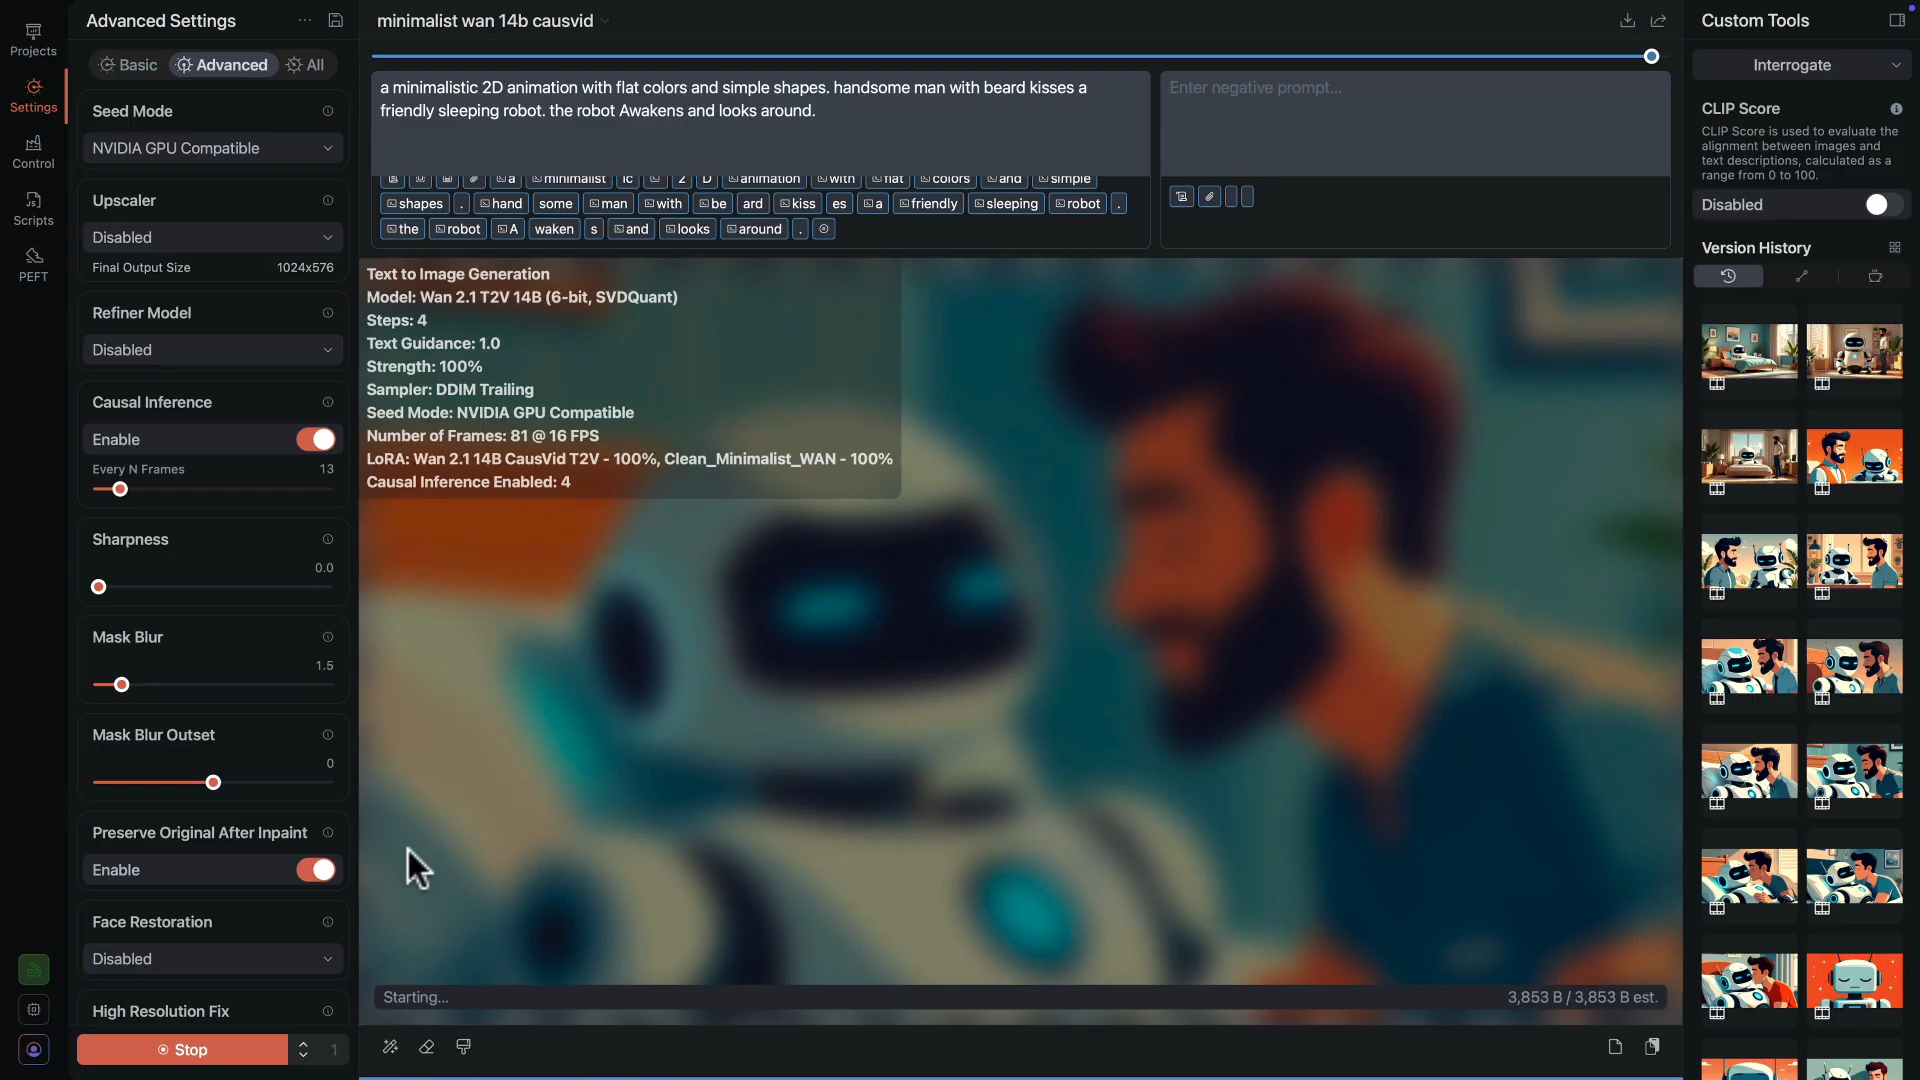 Projects
Settings
Control
Scripts
PEFT
Advanced Settings
Basic
Advanced
All
Seed Mode
NVIDIA GPU Compatible
Upscaler
Disabled
Final Output Size 1024x576
Refiner Model
Disabled
Causal Inference
Enable
Every N Frames 13
Sharpness
0.0
Mask Blur
1.5
Mask Blur Outset
0
Preserve Original After Inpaint
Enable
Face Restoration
Disabled
High Resolution Fix
Stop
1
minimalist wan 14b causvid
a minimalistic 2D animation with flat colors and simple shapes. handsome man with beard kisses a
friendly sleeping robot. the robot Awakens and looks around.
a minimalist ic 2 D animation with flat colors and simple
shapes . hand some man with be ard kiss es a friendly sleeping robot .
the robot A waken s and looks around .
Enter negative prompt...
Text to Image Generation
Model: Wan 2.1 T2V 14B (6-bit, SVDQuant)
Steps: 4
Text Guidance: 1.0
Strength: 100%
Sampler: DDIM Trailing
Seed Mode: NVIDIA GPU Compatible
Number of Frames: 81 @ 16 FPS
LoRA: Wan 2.1 14B CausVid T2V - 100%, Clean_Minimalist_WAN - 100%
Causal Inference Enabled: 4
Starting...
3,853 B / 3,853 B est.
Custom Tools
Interrogate
CLIP Score
CLIP Score is used to evaluate the
alignment between images and
text descriptions, calculated as a
range from 0 to 100.
Disabled
Version History